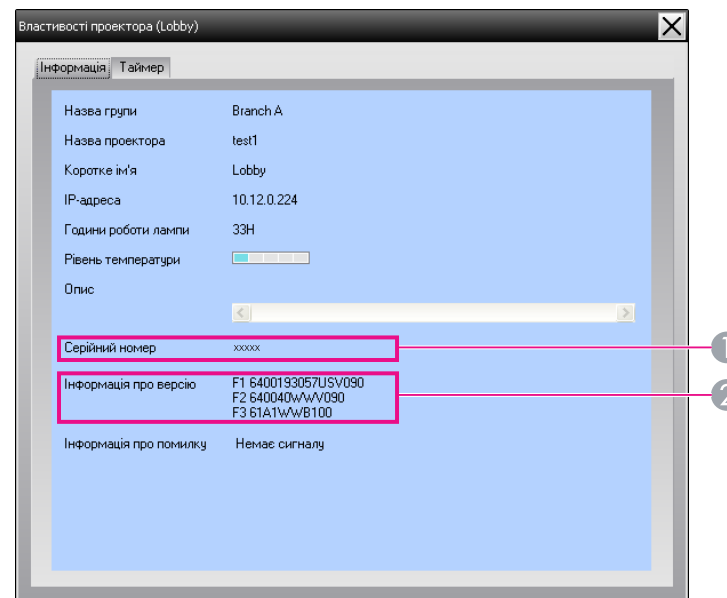 Властивості проектора (Lobby)
Інформація Таймер
Назва групи Branch A
Назва проектора test1
Коротке ім'я Lobby
IP-адреса 10.12.0.224
Години роботи лампи 33H
Рівень температури
Опис
Серійний номер xxxxx
1
Інформація про версію F1 6400193057USV090
F2 640040WWV090
F3 61A1WWB100
2
Інформація про помилку Немає сигналу